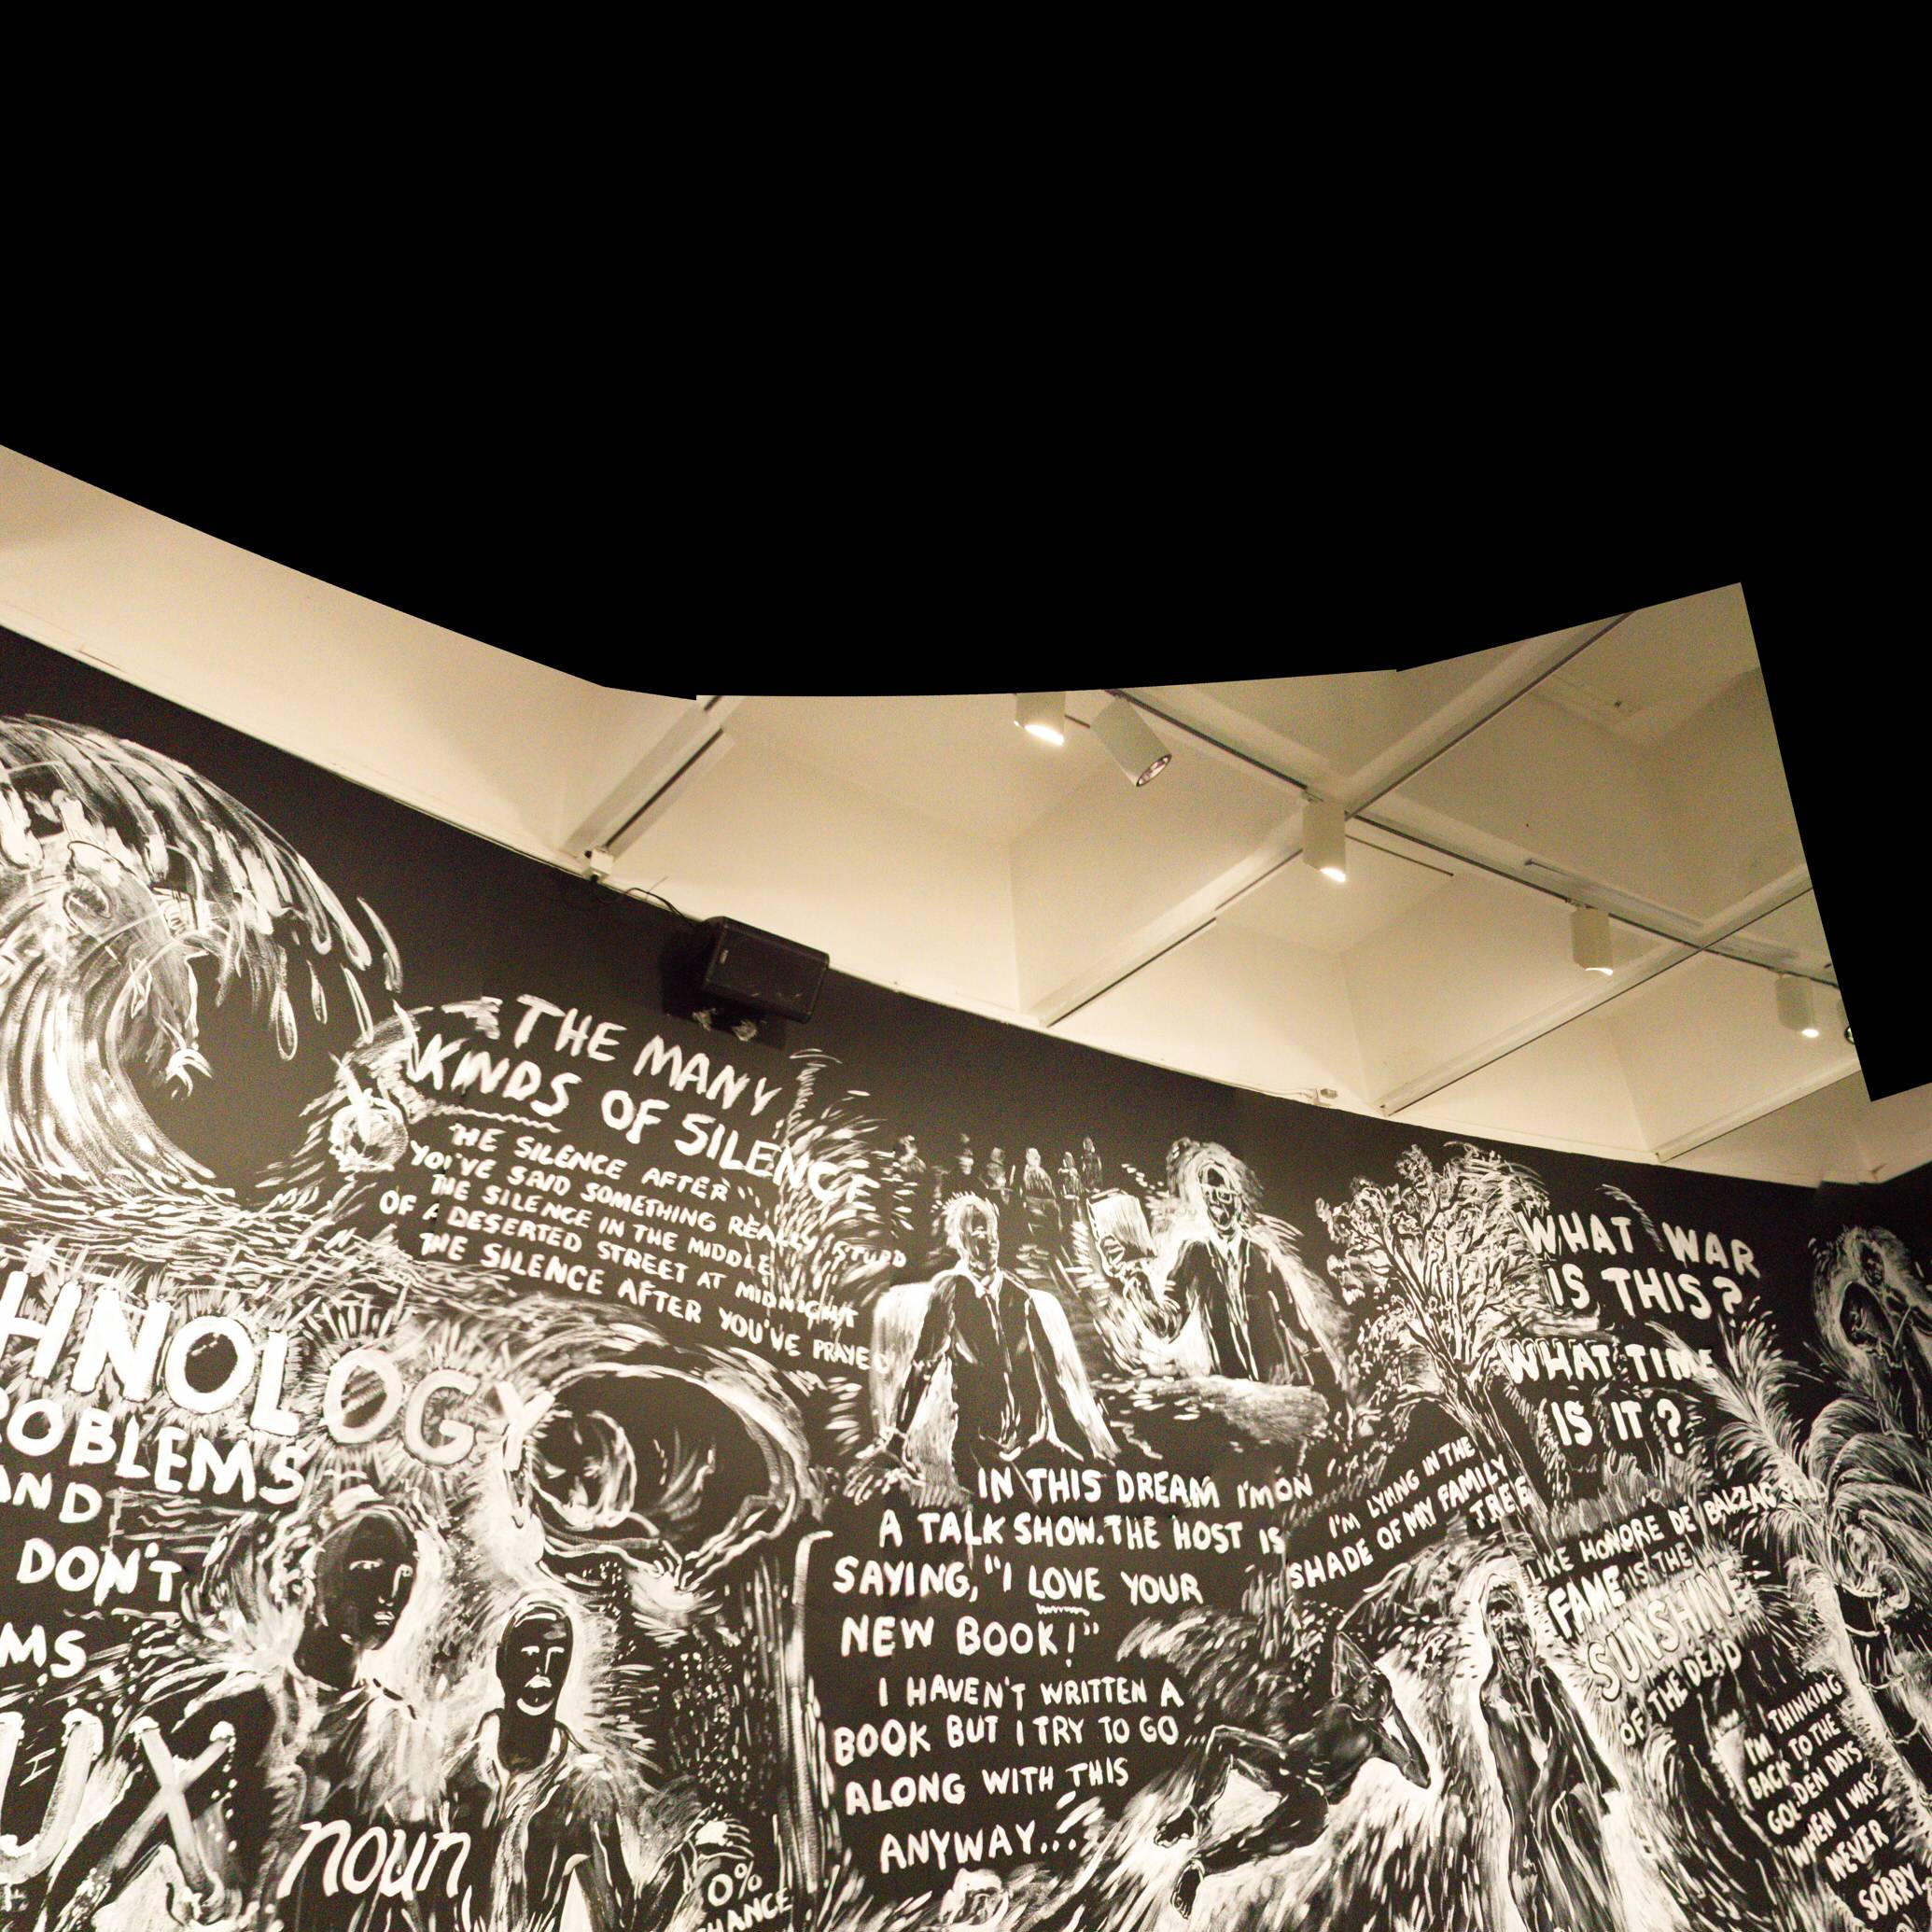 THE MANY
KINDS OF SILENCE
THE SILENCE AFTER
YOU'VE SAID SOMETHING REALLY STUPID
THE SILENCE IN THE MIDDLE
OF A DESERTED STREET AT MIDNIGHT
THE SILENCE AFTER YOU'VE PRAYED
HNOLOGY
ROBLEMS
AND
DON'T
MS
UX
noun
0%
HANCE
IN THIS DREAM I'M ON
A TALK SHOW. THE HOST IS
SAYING, "I LOVE YOUR
NEW BOOK!"
I HAVEN'T WRITTEN A
BOOK BUT I TRY TO GO
ALONG WITH THIS
ANYWAY...
I'M LYING IN THE
SHADE OF MY FAMILY
TREE
WHAT WAR
IS THIS?
WHAT TIME
IS IT?
LIKE HONORE DE BALZAC
FAME IS THE
SUNSHINE
OF THE DEAD
I'M THINKING
BACK TO THE
GOLDEN DAYS
WHEN I WAS
NEVER
SORRY